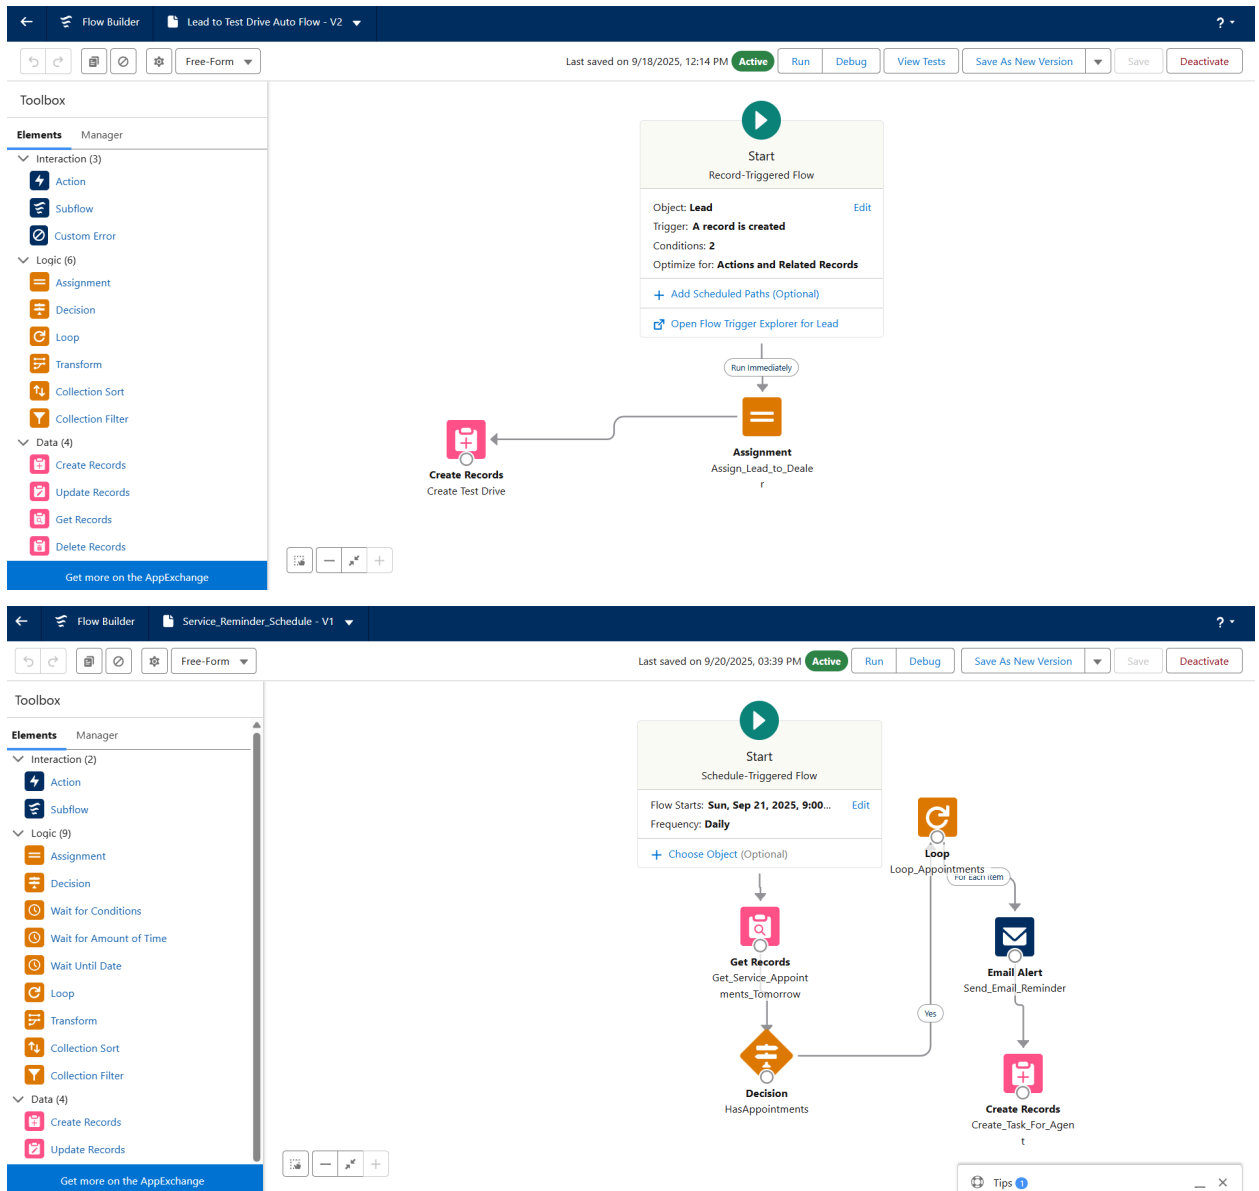 Flow Builder
Lead to Test Drive Auto Flow - V2
?
Free-Form
Last saved on 9/18/2025, 12:14 PM
Active
Run
Debug
View Tests
Save As New Version
Save
Deactivate
Toolbox
Elements
Manager
Interaction (3)
Action
Subflow
Custom Error
Logic (6)
Assignment
Decision
Loop
Transform
Collection Sort
Collection Filter
Data (4)
Create Records
Update Records
Get Records
Delete Records
Get more on the AppExchange
Start
Record-Triggered Flow
Object: Lead
Edit
Trigger: A record is created
Conditions: 2
Optimize for: Actions and Related Records
+ Add Scheduled Paths (Optional)
Open Flow Trigger Explorer for Lead
Run Immediately
Assignment
Assign_Lead_to_Deale
r
Create Records
Create Test Drive
Flow Builder
Service_Reminder_Schedule - V1
?
Free-Form
Last saved on 9/20/2025, 03:39 PM
Active
Run
Debug
Save As New Version
Save
Deactivate
Toolbox
Elements
Manager
Interaction (2)
Action
Subflow
Logic (9)
Assignment
Decision
Wait for Conditions
Wait for Amount of Time
Wait Until Date
Loop
Transform
Collection Sort
Collection Filter
Data (4)
Create Records
Update Records
Get more on the AppExchange
Start
Schedule-Triggered Flow
Flow Starts: Sun, Sep 21, 2025, 9:00...
Edit
Frequency: Daily
+ Choose Object (Optional)
Get Records
Get_Service_Appoint
ments_Tomorrow
Decision
HasAppointments
Yes
Loop
Loop_Appointments
For Each Item
Email Alert
Send_Email_Reminder
Create Records
Create_Task_For_Agen
t
Tips 1